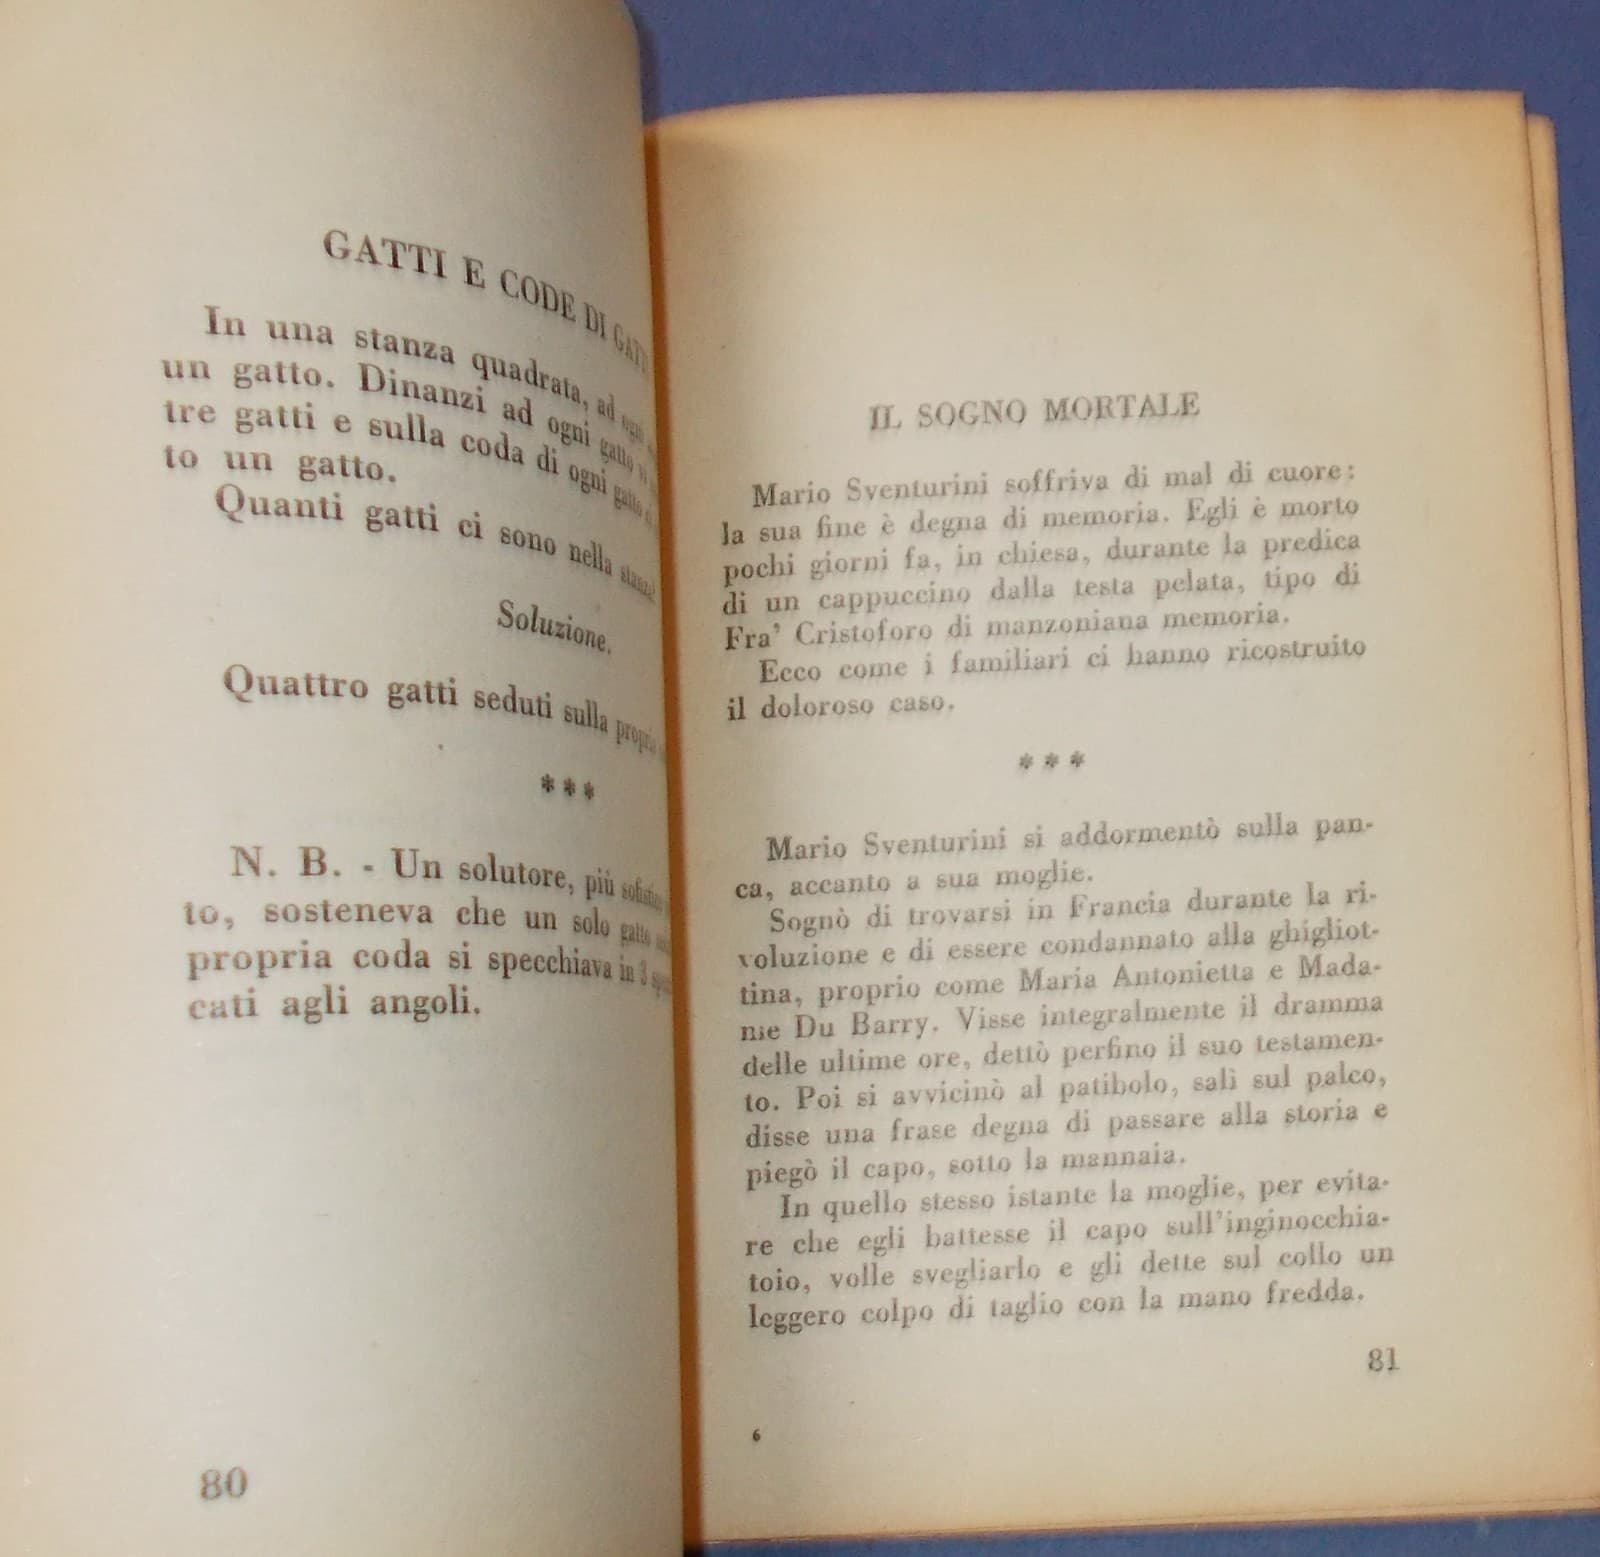 GATTI E CODE DI GATTI
In una stanza quadrata, ad ogni
un gatto. Dinanzi ad ogni gatto vi
tre gatti e sulla coda di ogni gatto
to un gatto.
Quanti gatti ci sono nella stanza?
Soluzione.
Quattro gatti seduti sulla propria
***
N. B. - Un solutore, più
to, sosteneva che un solo gatto
propria coda si specchiava in 3
cati agli angoli.
80
IL SOGNO MORTALE
Mario Sventurini soffriva di mal di cuore:
la sua fine è degna di memoria. Egli è morto
pochi giorni fa, in chiesa, durante la predica
di un cappuccino dalla testa pelata, tipo di
Fra' Cristoforo di manzoniana memoria.
Ecco come i familiari ci hanno ricostruito
il doloroso caso.
***
Mario Sventurini si addormentò sulla pan-
ca, accanto a sua moglie.
Sognò di trovarsi in Francia durante la ri-
voluzione e di essere condannato alla ghigliot-
tina, proprio come Maria Antonietta e Mada-
me Du Barry. Visse integralmente il dramma
delle ultime ore, dettò perfino il suo testamen-
to. Poi si avvicinò al patibolo, salì sul palco,
disse una frase degna di passare alla storia e
piegò il capo, sotto la mannaia.
In quello stesso istante la moglie, per evita-
re che egli battesse il capo sull'inginocchia-
toio, volle svegliarlo e gli dette sul collo un
leggero colpo di taglio con la mano fredda.
81
6